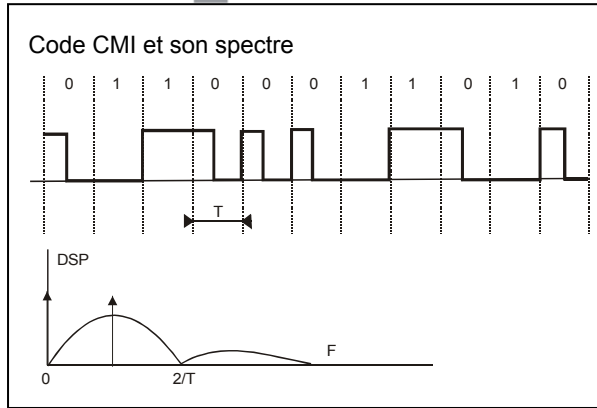 Code CMI et son spectre
0 1 1 0 0 0 1 1 0 1 0
T
DSP
F
0 2/T